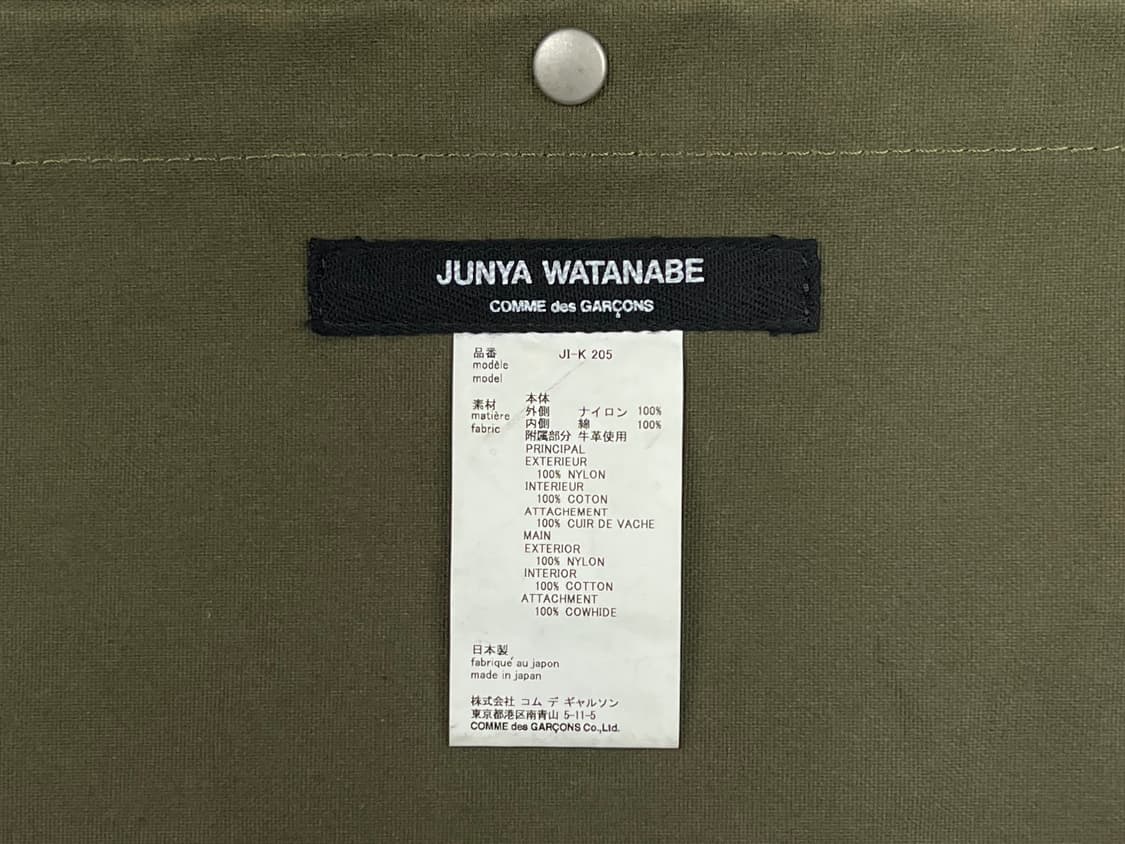 JUNYA WATANABE
COMME des GARÇONS
品番 JI-K 205
modèle
model
素材 本体
matière 外側 ナイロン 100%
fabric 内側 綿 100%
附属部分 牛革使用
PRINCIPAL
EXTERIEUR
100% NYLON
INTERIEUR
100% COTON
ATTACHEMENT
100% CUIR DE VACHE
MAIN
EXTERIOR
100% NYLON
INTERIOR
100% COTTON
ATTACHMENT
100% COWHIDE
日本製
fabriqué au japon
made in japan
株式会社 コム デ ギャルソン
東京都港区南青山 5-11-5
COMME des GARÇONS Co.,Ltd.